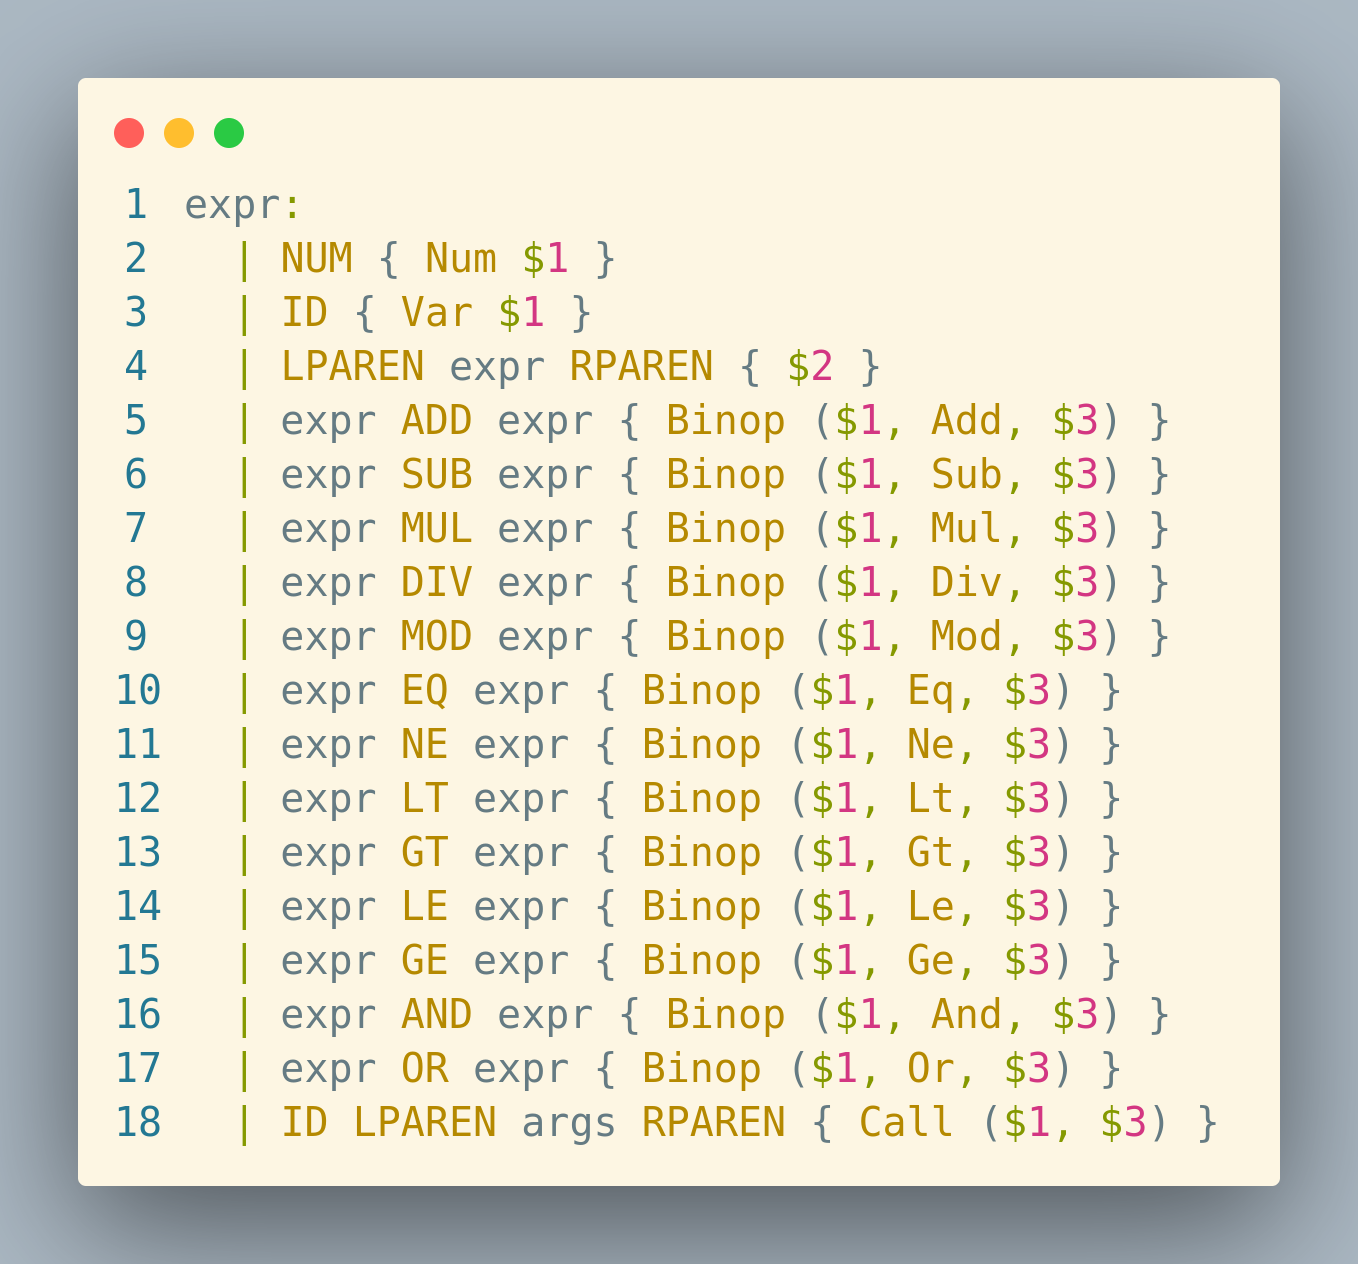 1 expr:
2   | NUM { Num $1 }
3   | ID { Var $1 }
4   | LPAREN expr RPAREN { $2 }
5   | expr ADD expr { Binop ($1, Add, $3) }
6   | expr SUB expr { Binop ($1, Sub, $3) }
7   | expr MUL expr { Binop ($1, Mul, $3) }
8   | expr DIV expr { Binop ($1, Div, $3) }
9   | expr MOD expr { Binop ($1, Mod, $3) }
10   | expr EQ expr { Binop ($1, Eq, $3) }
11   | expr NE expr { Binop ($1, Ne, $3) }
12   | expr LT expr { Binop ($1, Lt, $3) }
13   | expr GT expr { Binop ($1, Gt, $3) }
14   | expr LE expr { Binop ($1, Le, $3) }
15   | expr GE expr { Binop ($1, Ge, $3) }
16   | expr AND expr { Binop ($1, And, $3) }
17   | expr OR expr { Binop ($1, Or, $3) }
18   | ID LPAREN args RPAREN { Call ($1, $3) }